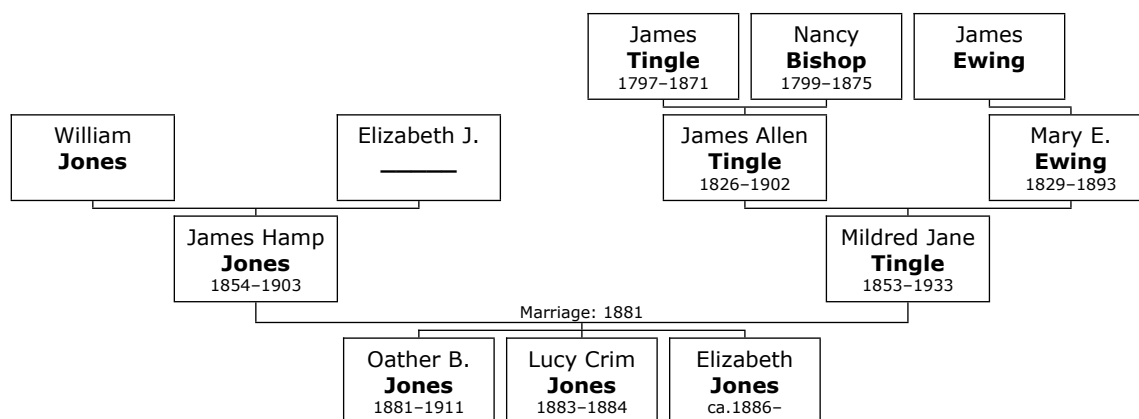 James
Tingle
1797–1871
Nancy
Bishop
1799–1875
James
Ewing
William
Jones
Elizabeth J.
______
James Allen
Tingle
1826–1902
Mary E.
Ewing
1829–1893
James Hamp
Jones
1854–1903
Mildred Jane
Tingle
1853–1933
Marriage: 1881
Oather B.
Jones
1881–1911
Lucy Crim
Jones
1883–1884
Elizabeth
Jones
ca.1886–